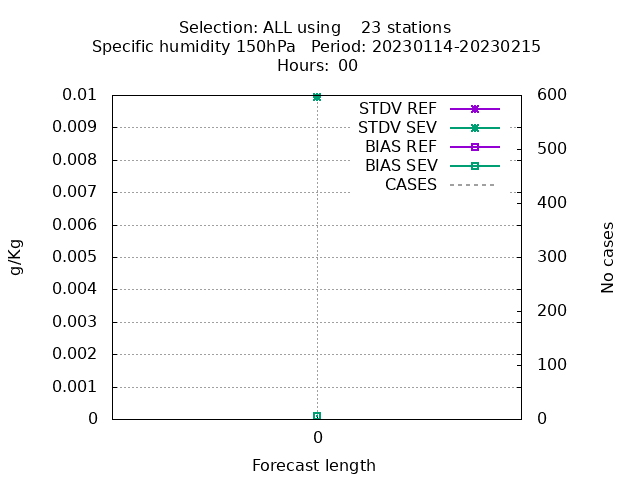 Selection: ALL using    23 stations
Specific humidity 150hPa   Period: 20230114-20230215
Hours: 00
0.01
0.009
0.008
0.007
0.006
0.005
0.004
0.003
0.002
0.001
0
g/Kg
STDV REF
STDV SEV
BIAS REF
BIAS SEV
CASES
600
500
400
300
200
100
0
No cases
0
Forecast length